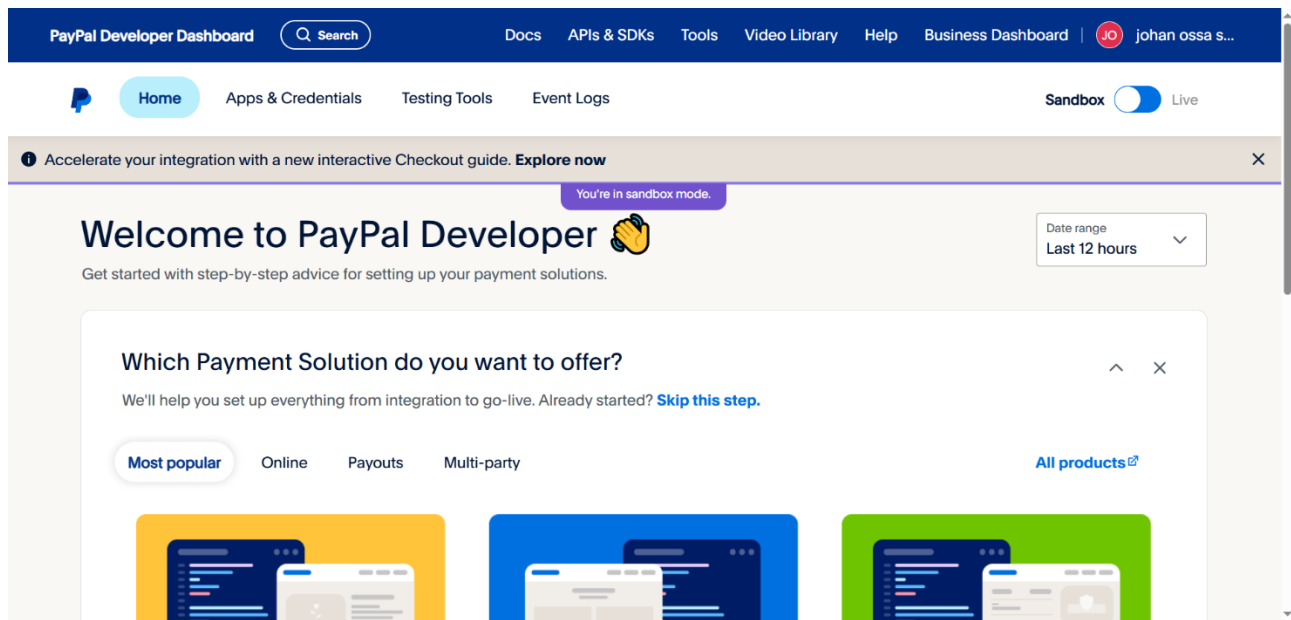 PayPal Developer Dashboard Search Docs APIs & SDKs Tools Video Library Help Business Dashboard JO johan ossa s...
Home Apps & Credentials Testing Tools Event Logs Sandbox Live
Accelerate your integration with a new interactive Checkout guide. Explore now
You're in sandbox mode.
Welcome to PayPal Developer 👋
Get started with step-by-step advice for setting up your payment solutions.
Date range
Last 12 hours
Which Payment Solution do you want to offer?
We'll help you set up everything from integration to go-live. Already started? Skip this step.
Most popular Online Payouts Multi-party All products